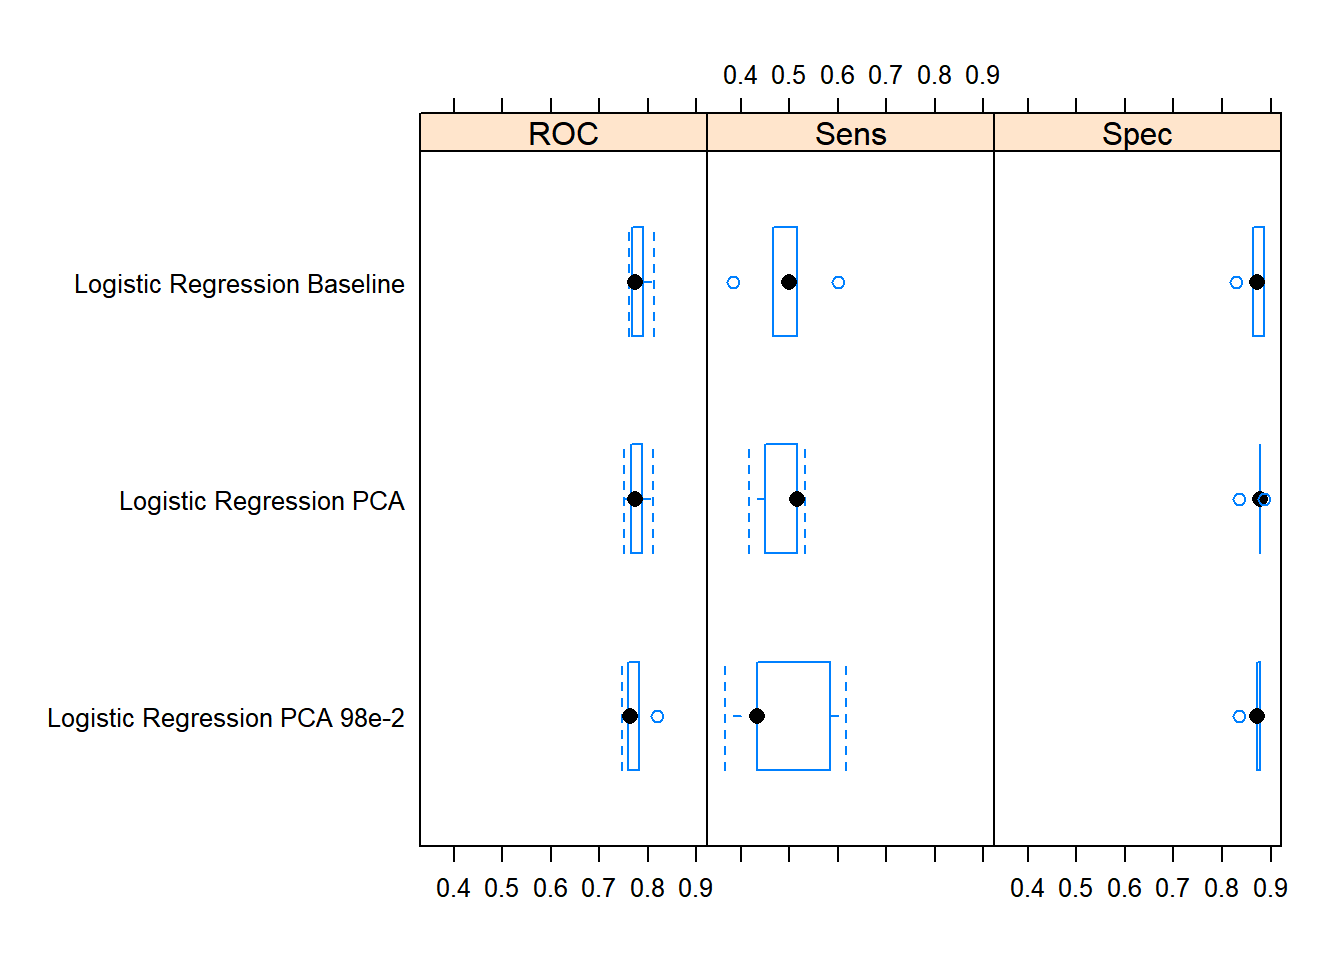 0.4 0.5 0.6 0.7 0.8 0.9
ROC Sens Spec
Logistic Regression Baseline
Logistic Regression PCA
Logistic Regression PCA 98e-2
0.4 0.5 0.6 0.7 0.8 0.9 0.4 0.5 0.6 0.7 0.8 0.9